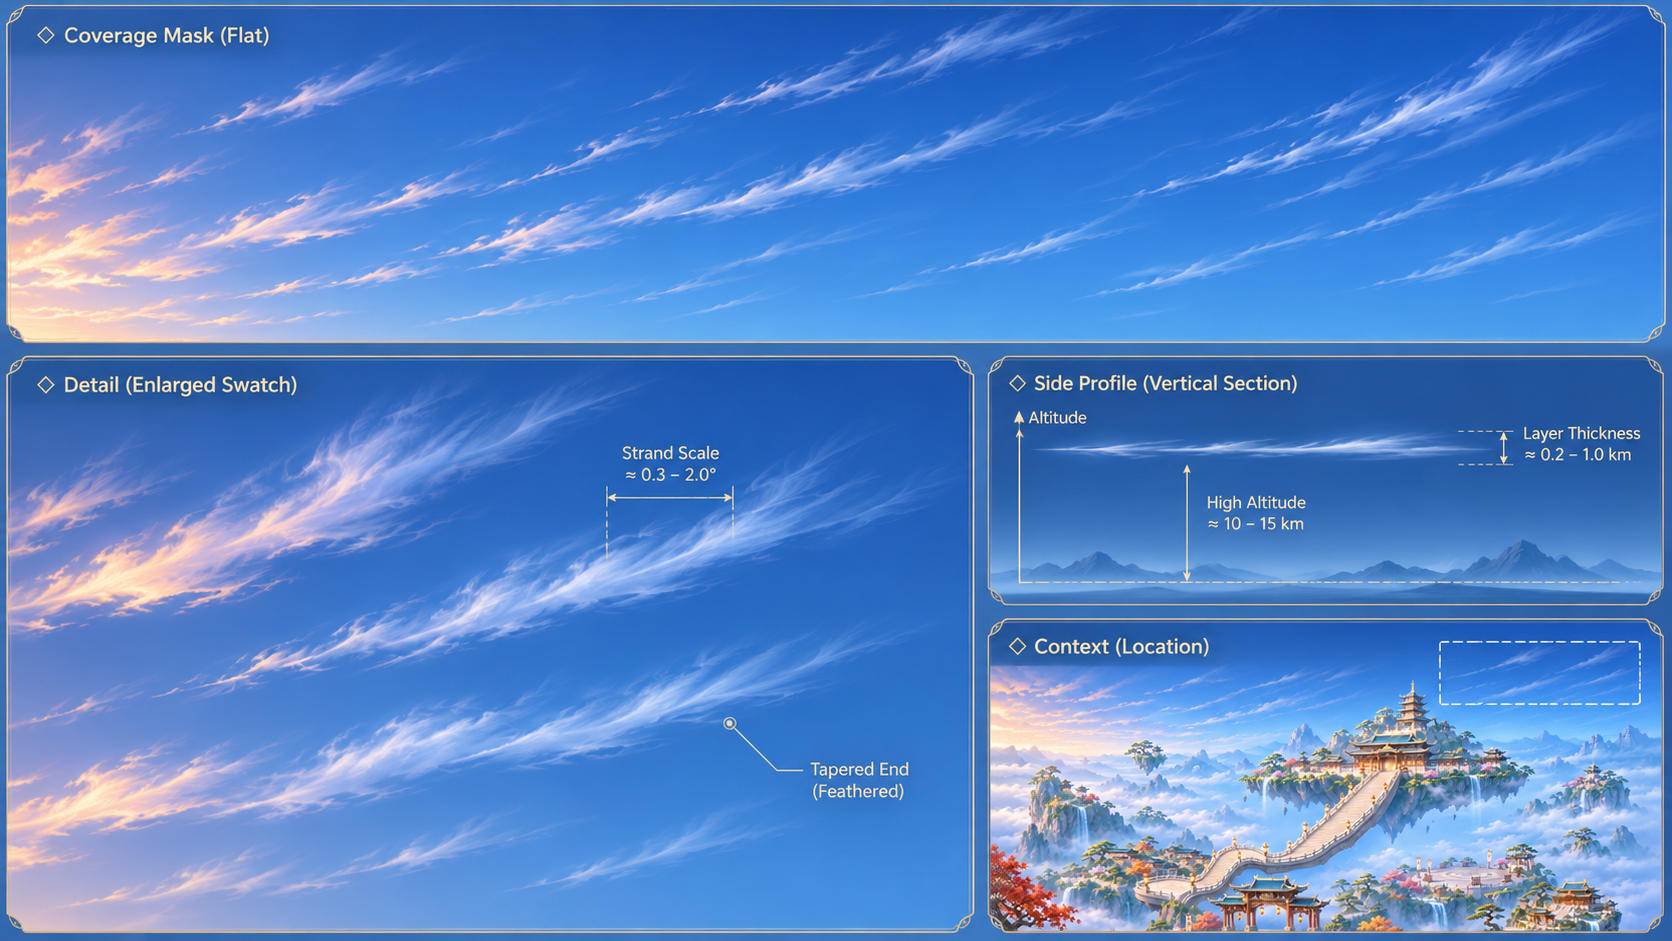 Coverage Mask (Flat)
Detail (Enlarged Swatch)
Strand Scale
≈ 0.3 – 2.0°
Tapered End
(Feathered)
Side Profile (Vertical Section)
Altitude
Layer Thickness
≈ 0.2 – 1.0 km
High Altitude
≈ 10 – 15 km
Context (Location)